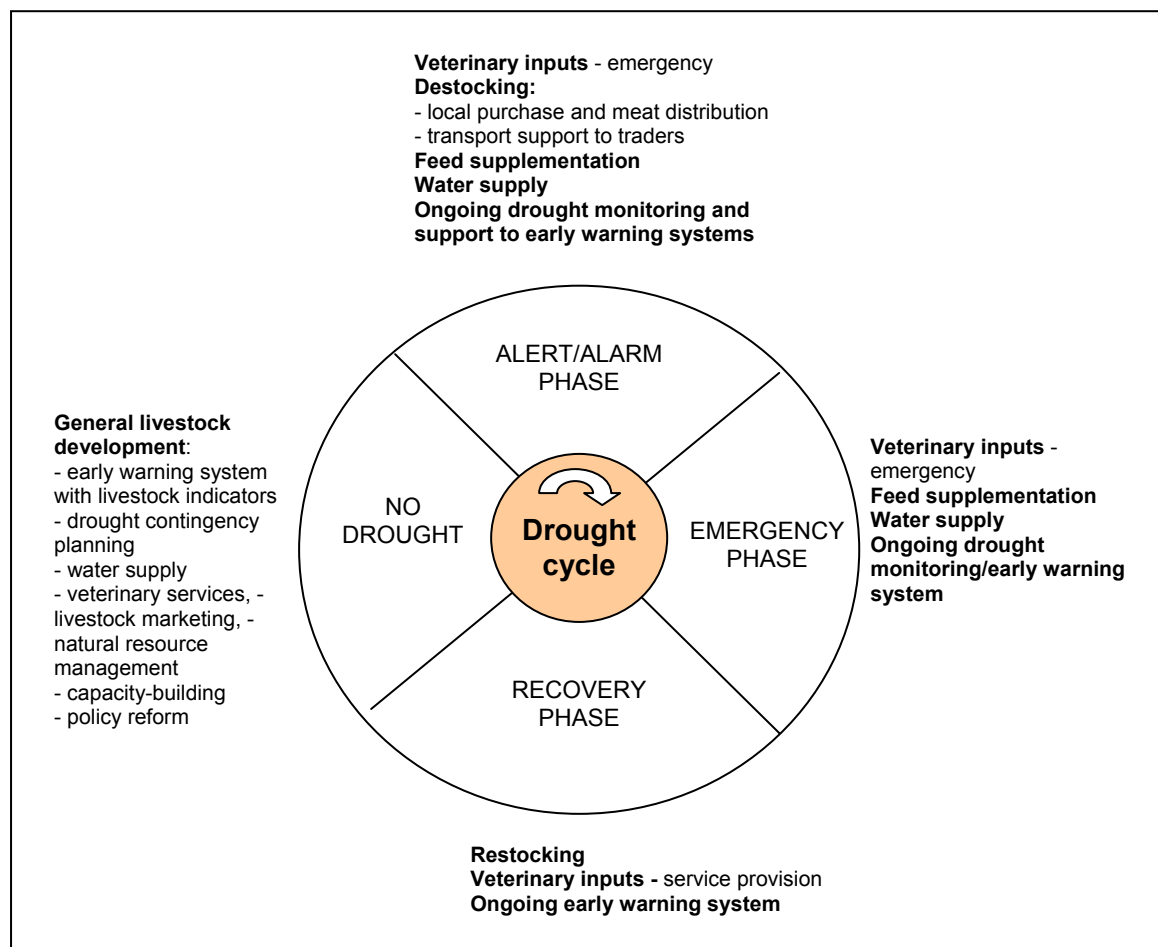 Veterinary inputs - emergency
Destocking:
- local purchase and meat distribution
- transport support to traders
Feed supplementation
Water supply
Ongoing drought monitoring and
support to early warning systems
ALERT/ALARM
PHASE
General livestock
development:
- early warning system
with livestock indicators
- drought contingency
planning
- water supply
- veterinary services, -
livestock marketing, -
natural resource
management
- capacity-building
- policy reform
NO
DROUGHT
Drought
cycle
EMERGENCY
PHASE
Veterinary inputs -
emergency
Feed supplementation
Water supply
Ongoing drought
monitoring/early warning
system
RECOVERY
PHASE
Restocking
Veterinary inputs - service provision
Ongoing early warning system